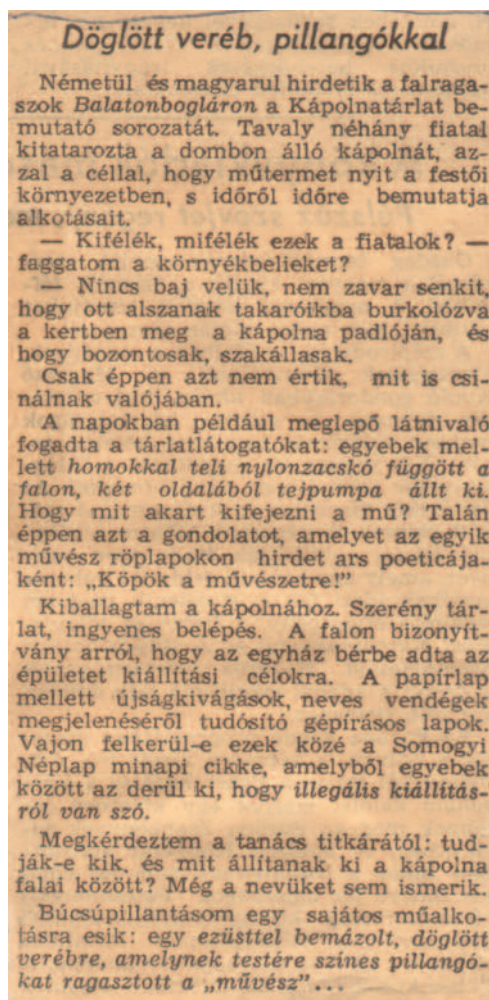 Döglött veréb, pillangókkal
Németül és magyarul hirdetik a falraga-
szok Balatonbogláron a Kápolnatárlat be-
mutató sorozatát. Tavaly néhány fiatal
kitatarozta a dombon álló kápolnát, az-
zal a céllal, hogy műtermet nyit a festői
környezetben, s időről időre bemutatja
alkotásait.
— Kifélék, mifélék ezek a fiatalok? —
faggatom a környékbelieket?
— Nincs baj velük, nem zavar senkit,
hogy ott alszanak takaróikba burkolózva
a kertben meg a kápolna padlóján, és
hogy bozontosak, szakállasak.
Csak éppen azt nem értik, mit is csi-
nálnak valójában.
A napokban például meglepő látnivaló
fogadta a tárlatlátogatókat: egyebek mel-
lett homokkal teli nylonzacskó függött a
falon, két oldalából tejpumpa állt ki.
Hogy mit akart kifejezni a mű? Talán
éppen azt a gondolatot, amelyet az egyik
művész röplapokon hirdet ars poeticája-
ként: „Köpök a művészetre!”
Kiballagtam a kápolnához. Szerény tár-
lat, ingyenes belépés. A falon bizonyít-
vány arról, hogy az egyház bérbe adta az
épületet kiállítási célokra. A papírlap
mellett újságkivágások, neves vendégek
megjelenéséről tudósító gépírásos lapok.
Vajon felkerül-e ezek közé a Somogyi
Néplap minapi cikke, amelyből egyebek
között az derül ki, hogy illegális kiállítás-
ról van szó.
Megkérdeztem a tanács titkárától: tud-
ják-e kik, és mit állítanak ki a kápolna
falai között? Még a nevüket sem ismerik.
Búcsúpillantásom egy sajátos műalko-
tásra esik: egy ezüsttel bemázolt, döglött
verébre, amelynek testére színes pillangó-
kat ragasztott a „művész”...